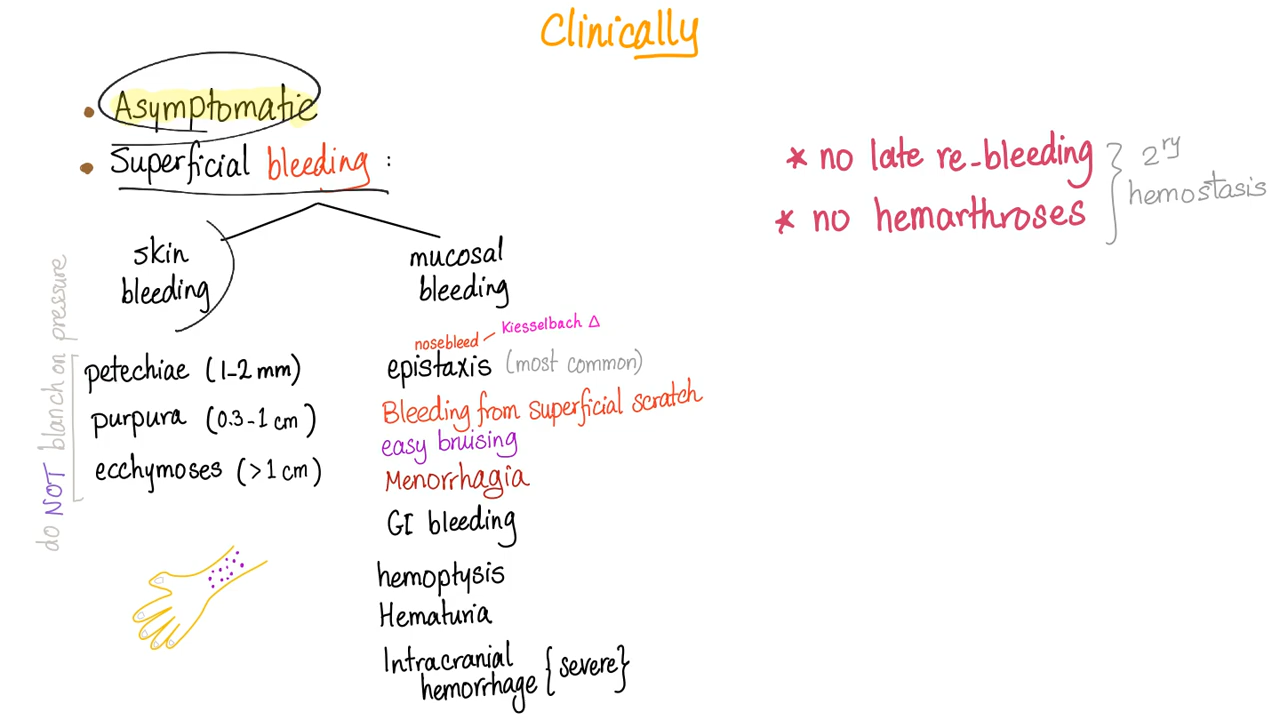 Clinically
• Asymptomatic
• Superficial bleeding :
skin
bleeding
petechiae (1-2 mm)
purpura (0.3-1 cm)
ecchymoses (>1 cm)
do NOT blanch on pressure
mucosal
bleeding
nosebleed - Kiesselbach Δ
epistaxis (most common)
Bleeding from superficial scratch
easy bruising
Menorrhagia
GI bleeding
hemoptysis
Hematuria
Intracranial
hemorrhage {severe}
* no late re-bleeding
* no hemarthroses
} 2ry
hemostasis